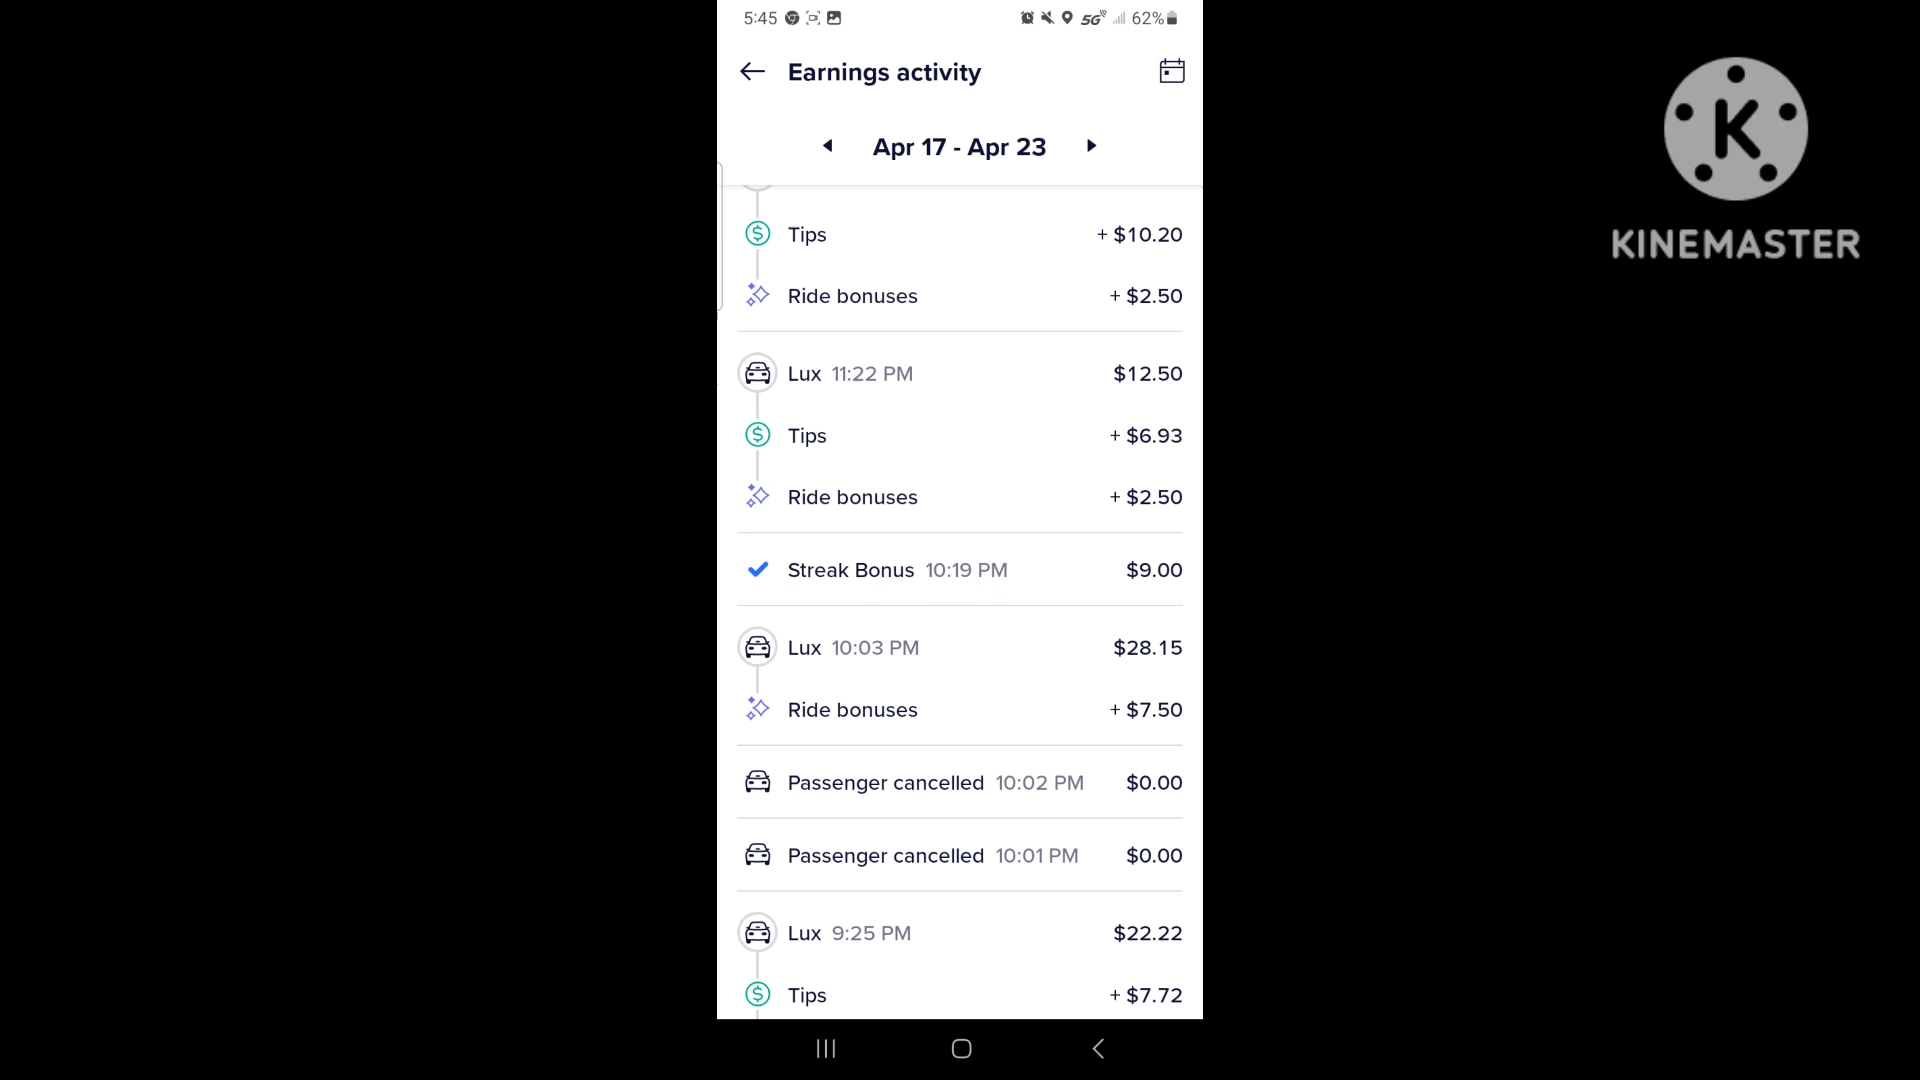 5:45 5G 62%
Earnings activity
Apr 17 - Apr 23
Tips + $10.20
Ride bonuses + $2.50
Lux 11:22 PM $12.50
Tips + $6.93
Ride bonuses + $2.50
Streak Bonus 10:19 PM $9.00
Lux 10:03 PM $28.15
Ride bonuses + $7.50
Passenger cancelled 10:02 PM $0.00
Passenger cancelled 10:01 PM $0.00
Lux 9:25 PM $22.22
Tips + $7.72
K
KINEMASTER